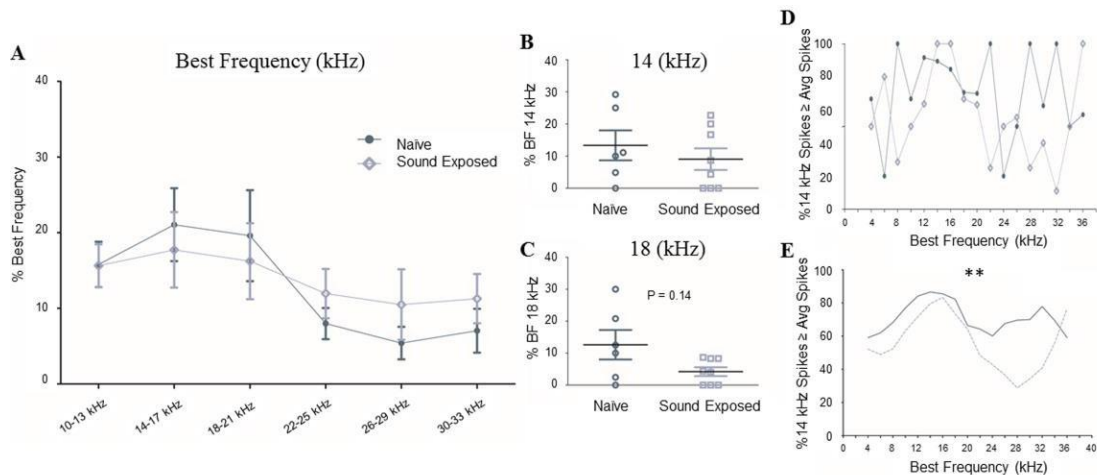 A
Best Frequency (kHz)
40
30
20
10
0
% Best Frequency
Naïve
Sound Exposed
10-13 kHz
14-17 kHz
18-21 kHz
22-25 kHz
26-29 kHz
30-33 kHz
B
14 (kHz)
40
30
20
10
0
% BF 14 kHz
Naïve
Sound Exposed
C
18 (kHz)
P = 0.14
40
30
20
10
0
% BF 18 kHz
Naïve
Sound Exposed
D
100
80
60
40
20
0
%14 kHz Spikes ≥ Avg Spikes
0 4 8 12 16 20 24 28 32 36
Best Frequency (kHz)
E
**
100
80
60
40
20
0
%14 kHz Spikes ≥ Avg Spikes
0 4 8 12 16 20 24 28 32 36 40
Best Frequency (kHz)